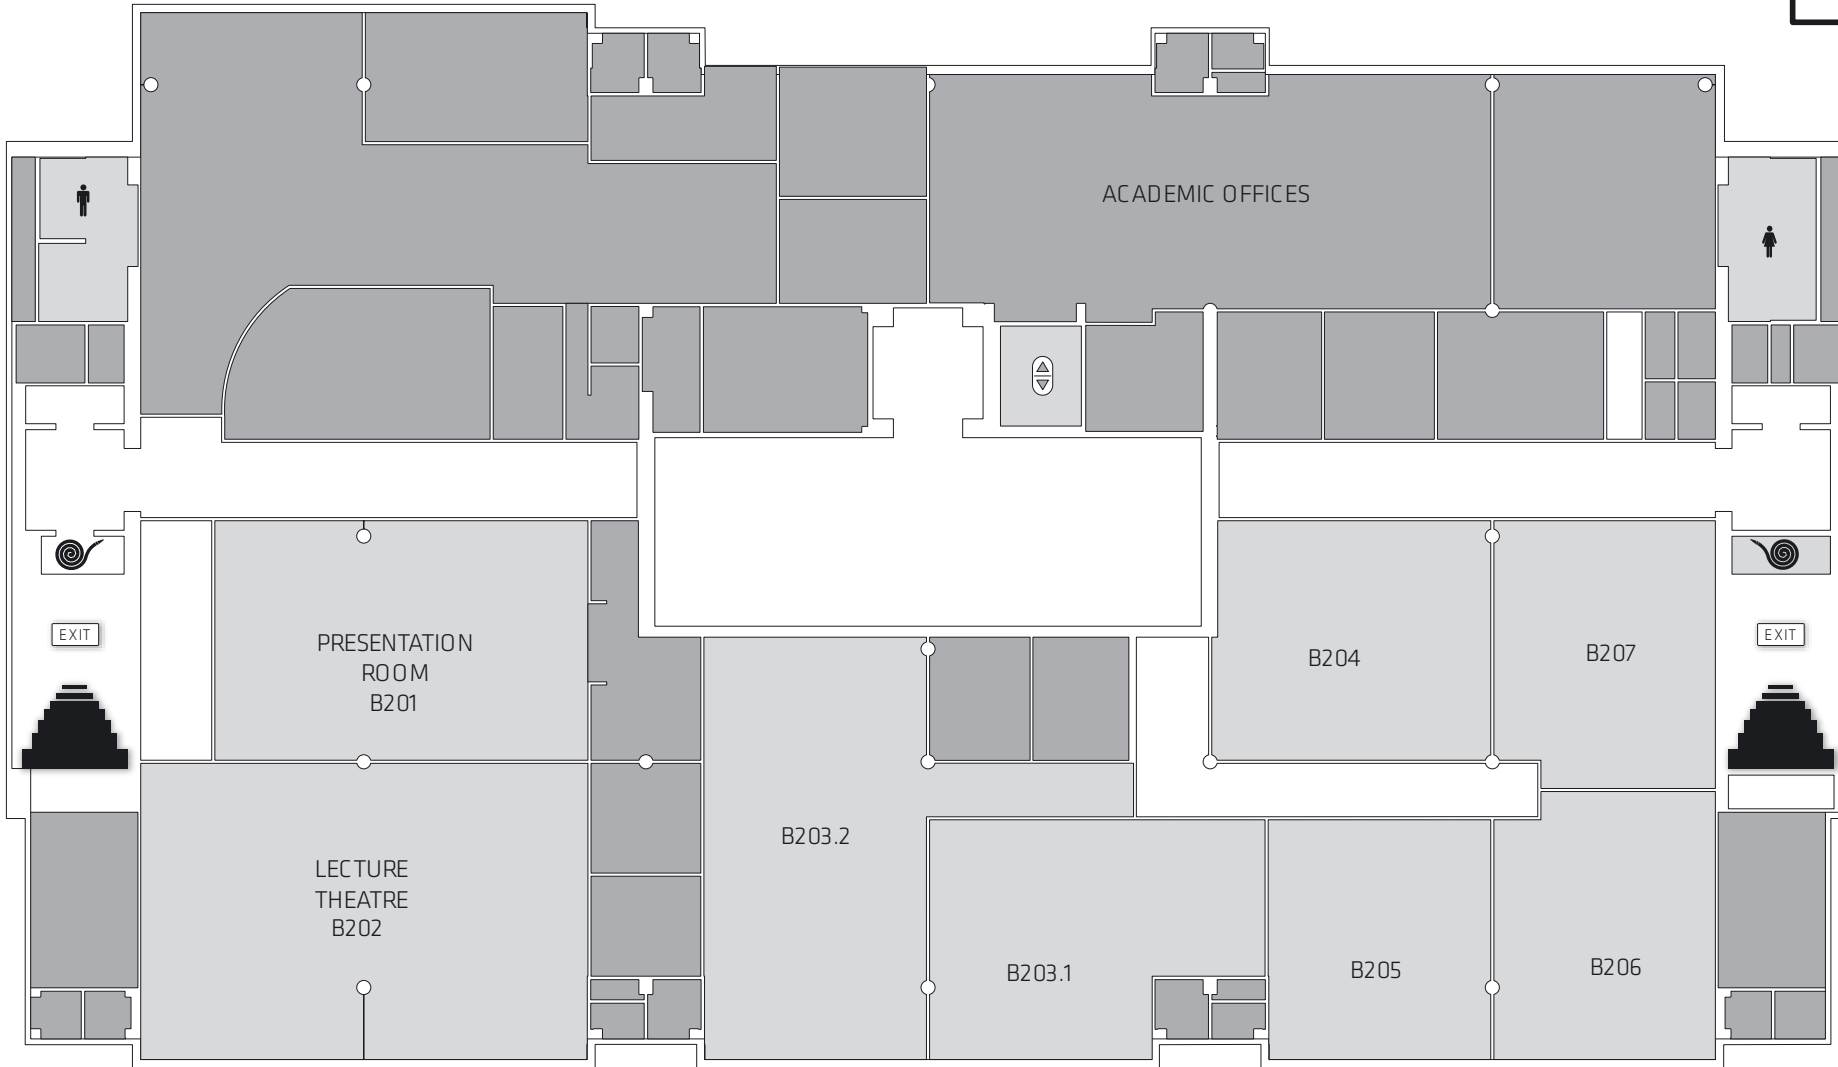 ACADEMIC OFFICES
EXIT
PRESENTATION
ROOM
B201
B204
B207
EXIT
LECTURE
THEATRE
B202
B203.2
B203.1
B205
B206